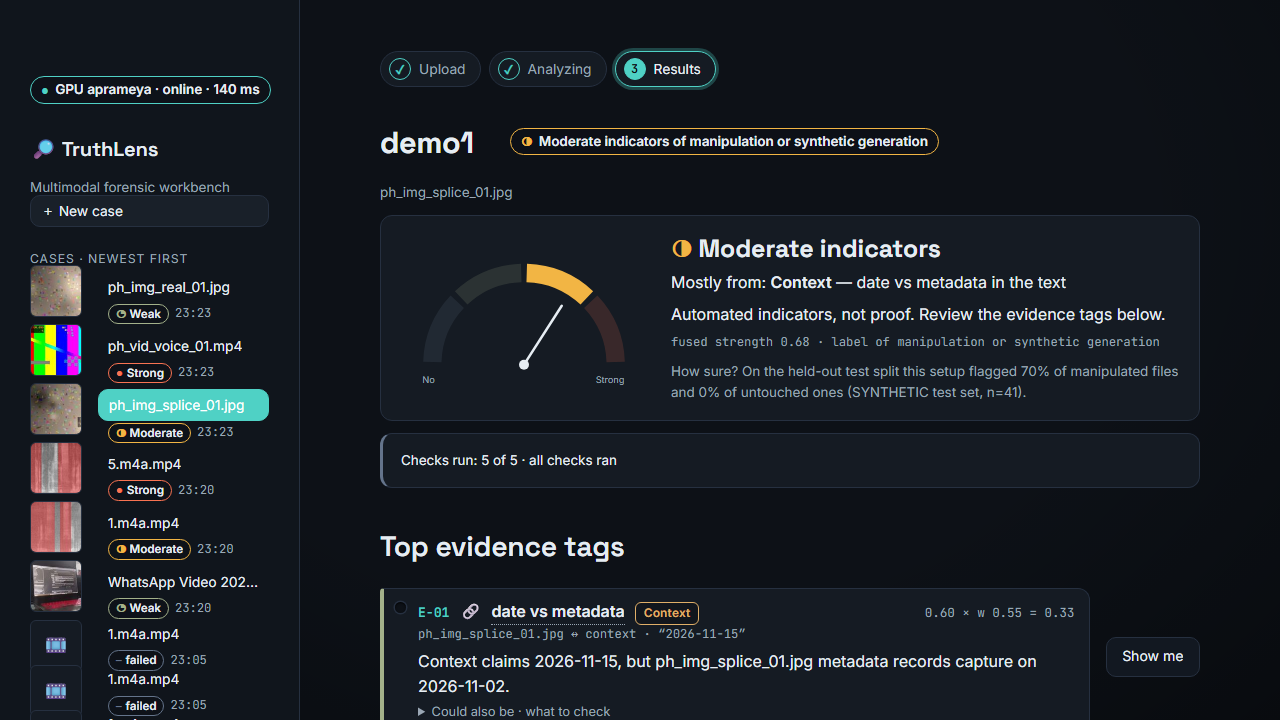 GPU aprameya · online · 140 ms
TruthLens
Multimodal forensic workbench
+ New case
CASES · NEWEST FIRST
ph_img_real_01.jpg
Weak 23:23
ph_vid_voice_01.mp4
Strong 23:23
ph_img_splice_01.jpg
Moderate 23:23
5.m4a.mp4
Strong 23:20
1.m4a.mp4
Moderate 23:20
WhatsApp Video 202...
Weak 23:20
1.m4a.mp4
– failed 23:05
1.m4a.mp4
– failed 23:05
✓ Upload ✓ Analyzing 3 Results
demo1 Moderate indicators of manipulation or synthetic generation
ph_img_splice_01.jpg
No Strong
Moderate indicators
Mostly from: Context — date vs metadata in the text
Automated indicators, not proof. Review the evidence tags below.
fused strength 0.68 · label of manipulation or synthetic generation
How sure? On the held-out test split this setup flagged 70% of manipulated files
and 0% of untouched ones (SYNTHETIC test set, n=41).
Checks run: 5 of 5 · all checks ran
Top evidence tags
E-01 date vs metadata Context 0.60 × w 0.55 = 0.33
ph_img_splice_01.jpg ↔ context · “2026-11-15”
Context claims 2026-11-15, but ph_img_splice_01.jpg metadata records capture on
2026-11-02.
▶ Could also be · what to check
Show me